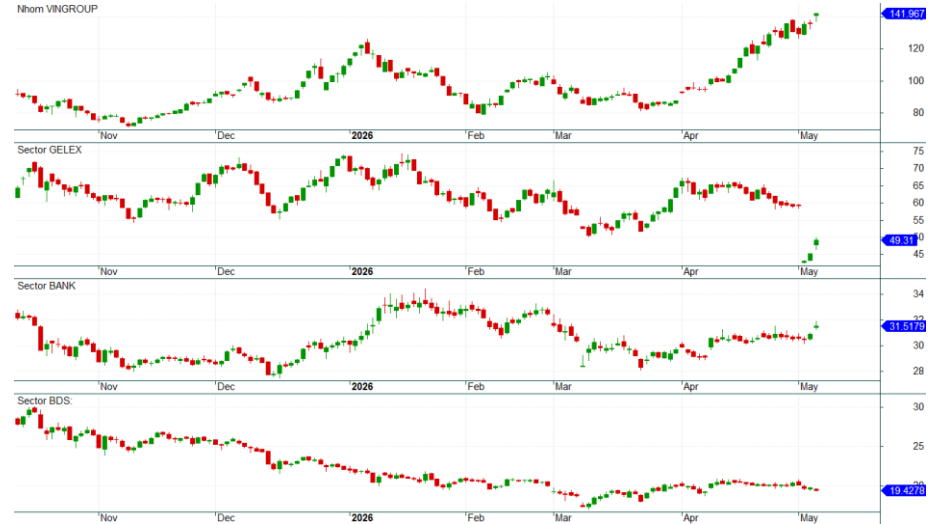 Nhom VINGROUP
141.967
120
100
80
Nov Dec 2026 Feb Mar Apr May
Sector GELEX
75
70
65
60
55
50
49.31
45
Nov Dec 2026 Feb Mar Apr May
Sector BANK
34
32
31.5179
30
28
Nov Dec 2026 Feb Mar Apr May
Sector BDS:
30
25
19.4278
Nov Dec 2026 Feb Mar Apr May